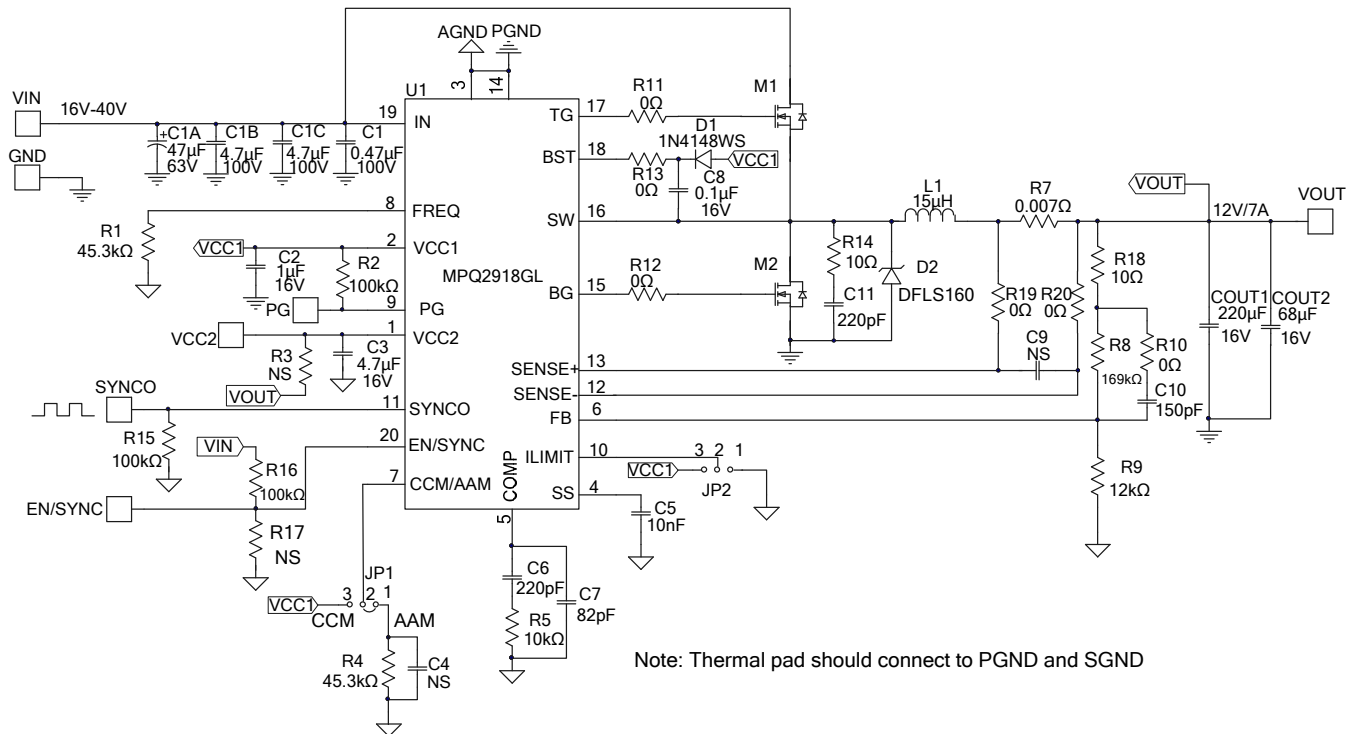 AGND PGND
3
14
U1
VIN
16V-40V
19
IN
GND
+C1A
47μF
63V
C1B
4.7μF
100V
C1C
4.7μF
100V
C1
0.47μF
100V
R1
45.3kΩ
8
FREQ
VCC1
2
VCC1
C2
1μF
16V
R2
100kΩ
PG
9
PG
VCC2
1
VCC2
R3
NS
VOUT
C3
4.7μF
16V
SYNCO
11
SYNCO
R15
100kΩ
VIN
20
EN/SYNC
R16
100kΩ
EN/SYNC
R17
NS
7
CCM/AAM
JP1
VCC1
3
2
1
CCM
AAM
R4
45.3kΩ
C4
NS
MPQ2918GL
TG
17
R11
0Ω
M1
BST
18
R13
0Ω
D1
1N4148WS
VCC1
C8
0.1μF
16V
SW
16
BG
15
R12
0Ω
M2
R14
10Ω
C11
220pF
D2
DFLS160
L1
15μH
R7
0.007Ω
VOUT
12V/7A
VOUT
R19
0Ω
R20
0Ω
C9
NS
R18
10Ω
R8
169kΩ
R10
0Ω
C10
150pF
COUT1
220μF
16V
COUT2
68μF
16V
SENSE+
13
SENSE-
12
FB
6
R9
12kΩ
ILIMIT
10
VCC1
3
2
1
JP2
SS
4
C5
10nF
COMP
5
C6
220pF
R5
10kΩ
C7
82pF
Note: Thermal pad should connect to PGND and SGND